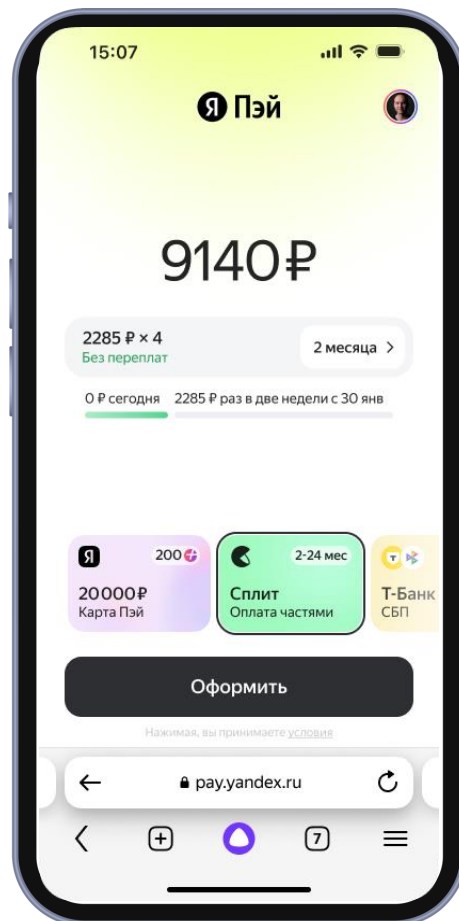 15:07
Я Пэй
9140 ₽
2285 ₽ × 4
Без переплат
2 месяца >
0 ₽ сегодня 2285 ₽ раз в две недели с 30 янв
Я 200
20 000 ₽
Карта Пэй
2-24 мес
Сплит
Оплата частями
Т
Т-Банк
СБП
Оформить
Нажимая, вы принимаете условия
pay.yandex.ru
7